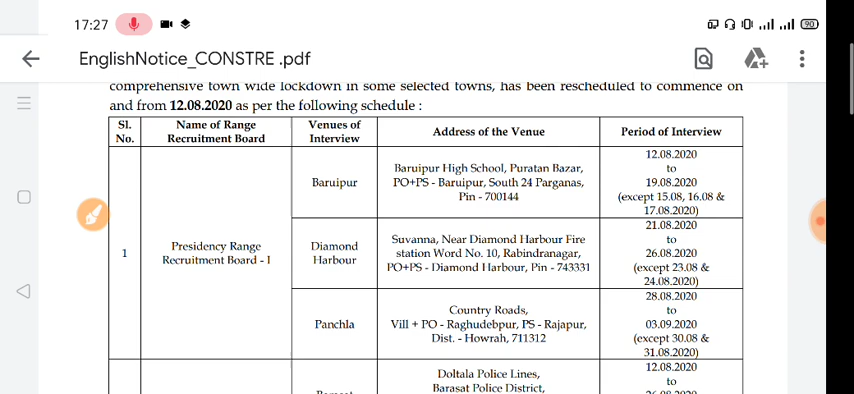 17:27
90
EnglishNotice_CONSTRE .pdf
comprehensive town wide lockdown in some selected towns, has been rescheduled to commence on
and from 12.08.2020 as per the following schedule :
Sl. No.
Name of Range Recruitment Board
Venues of Interview
Address of the Venue
Period of Interview
1
Presidency Range
Recruitment Board - I
Baruipur
Baruipur High School, Puratan Bazar,
PO+PS - Baruipur, South 24 Parganas,
Pin - 700144
12.08.2020
to
19.08.2020
(except 15.08, 16.08 &
17.08.2020)
Diamond
Harbour
Suvanna, Near Diamond Harbour Fire
station Word No. 10, Rabindranagar,
PO+PS - Diamond Harbour, Pin - 743331
21.08.2020
to
26.08.2020
(except 23.08 &
24.08.2020)
Panchla
Country Roads,
Vill + PO - Raghudebpur, PS - Rajapur,
Dist. - Howrah, 711312
28.08.2020
to
03.09.2020
(except 30.08 &
31.08.2020)
Doltala Police Lines,
Barasat Police District,
12.08.2020
to